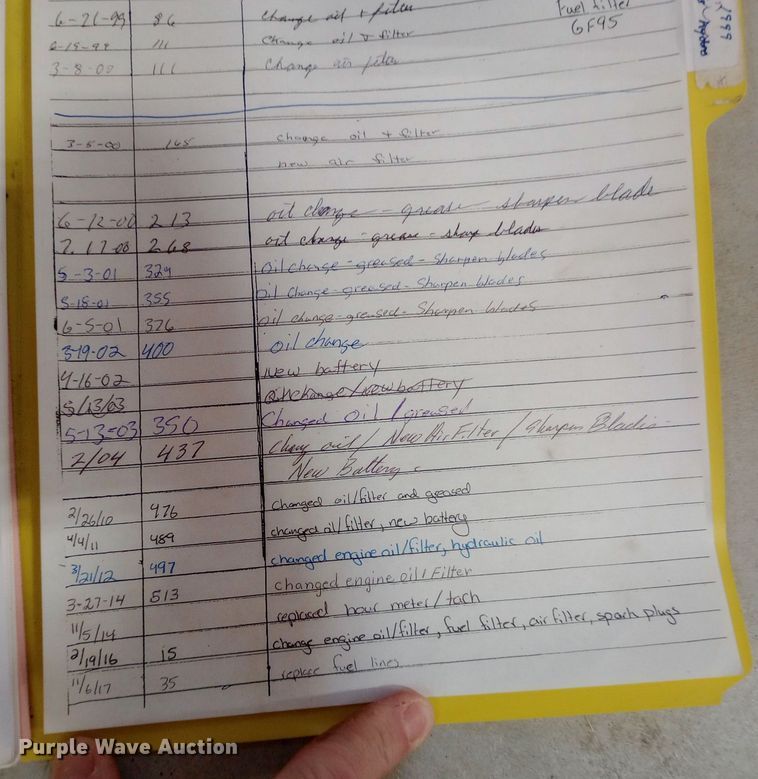 6-21-99 86 change oil + filter
Fuel filter
GF95
111 Change oil & filter
3-8-00 111 Change air filter
1999
3-5-00 165 change oil + filter
new air filter
6-12-00 213 oil change - grease - sharpen blade
7.17-00 268 oil change - grease - sharp blades
5-3-01 329 Oil change - greased - Sharpen blades
5-18-01 355 Oil Change - greased - Sharpen blades
6-5-01 376 oil change - greased - Sharpen blades
3-19-02 400 oil change
4-16-02 new battery
5/13/03 oil change / new battery
5-13-03 350 Changed Oil / greased
2/04 437 Chang oil / New Air Filter / Sharpen Blades
New Battery
2/26/10 476 changed oil/filter and greased
4/4/11 489 changed oil/filter, new battery
3/21/12 497 changed engine oil/filter, hydraulic oil
3-27-14 513 changed engine oil / Filter
11/5/14 replaced hour meter / tach
2/19/16 15 change engine oil/filter, fuel filter, air filter, spark plugs
11/6/17 35 replace fuel lines
Purple Wave Auction